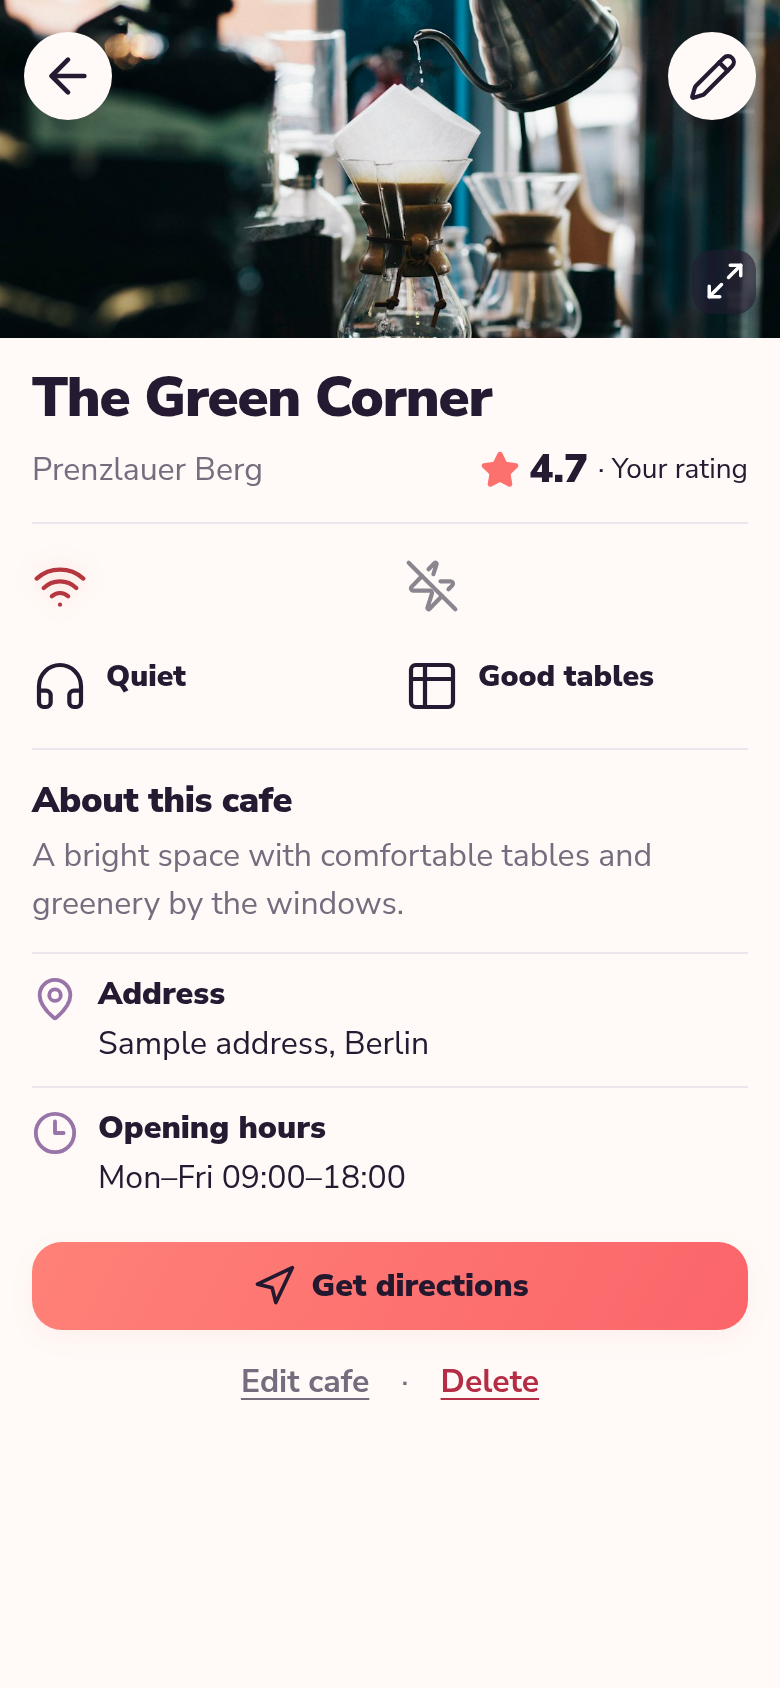 The Green Corner
Prenzlauer Berg
4.7 · Your rating
Quiet
Good tables
About this cafe
A bright space with comfortable tables and
greenery by the windows.
Address
Sample address, Berlin
Opening hours
Mon–Fri 09:00–18:00
Get directions
Edit cafe · Delete